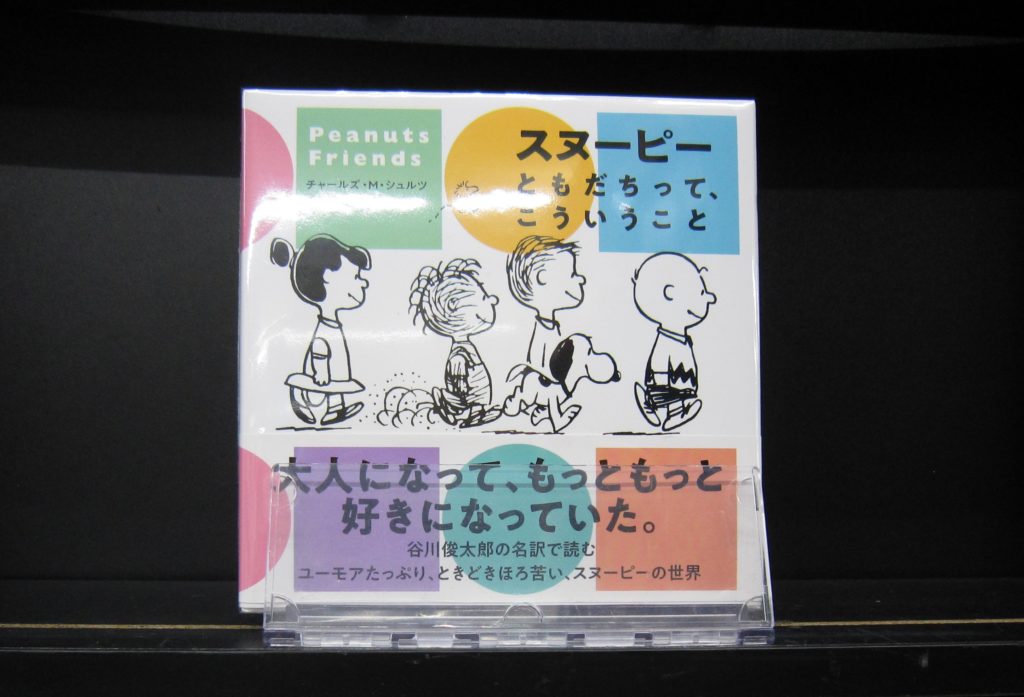 Peanuts
Friends
チャールズ・M・シュルツ
スヌーピー
ともだちって、
こういうこと
大人になって、もっともっと
好きになっていた。
谷川俊太郎の名訳で読む
ユーモアたっぷり、ときどきほろ苦い、スヌーピーの世界